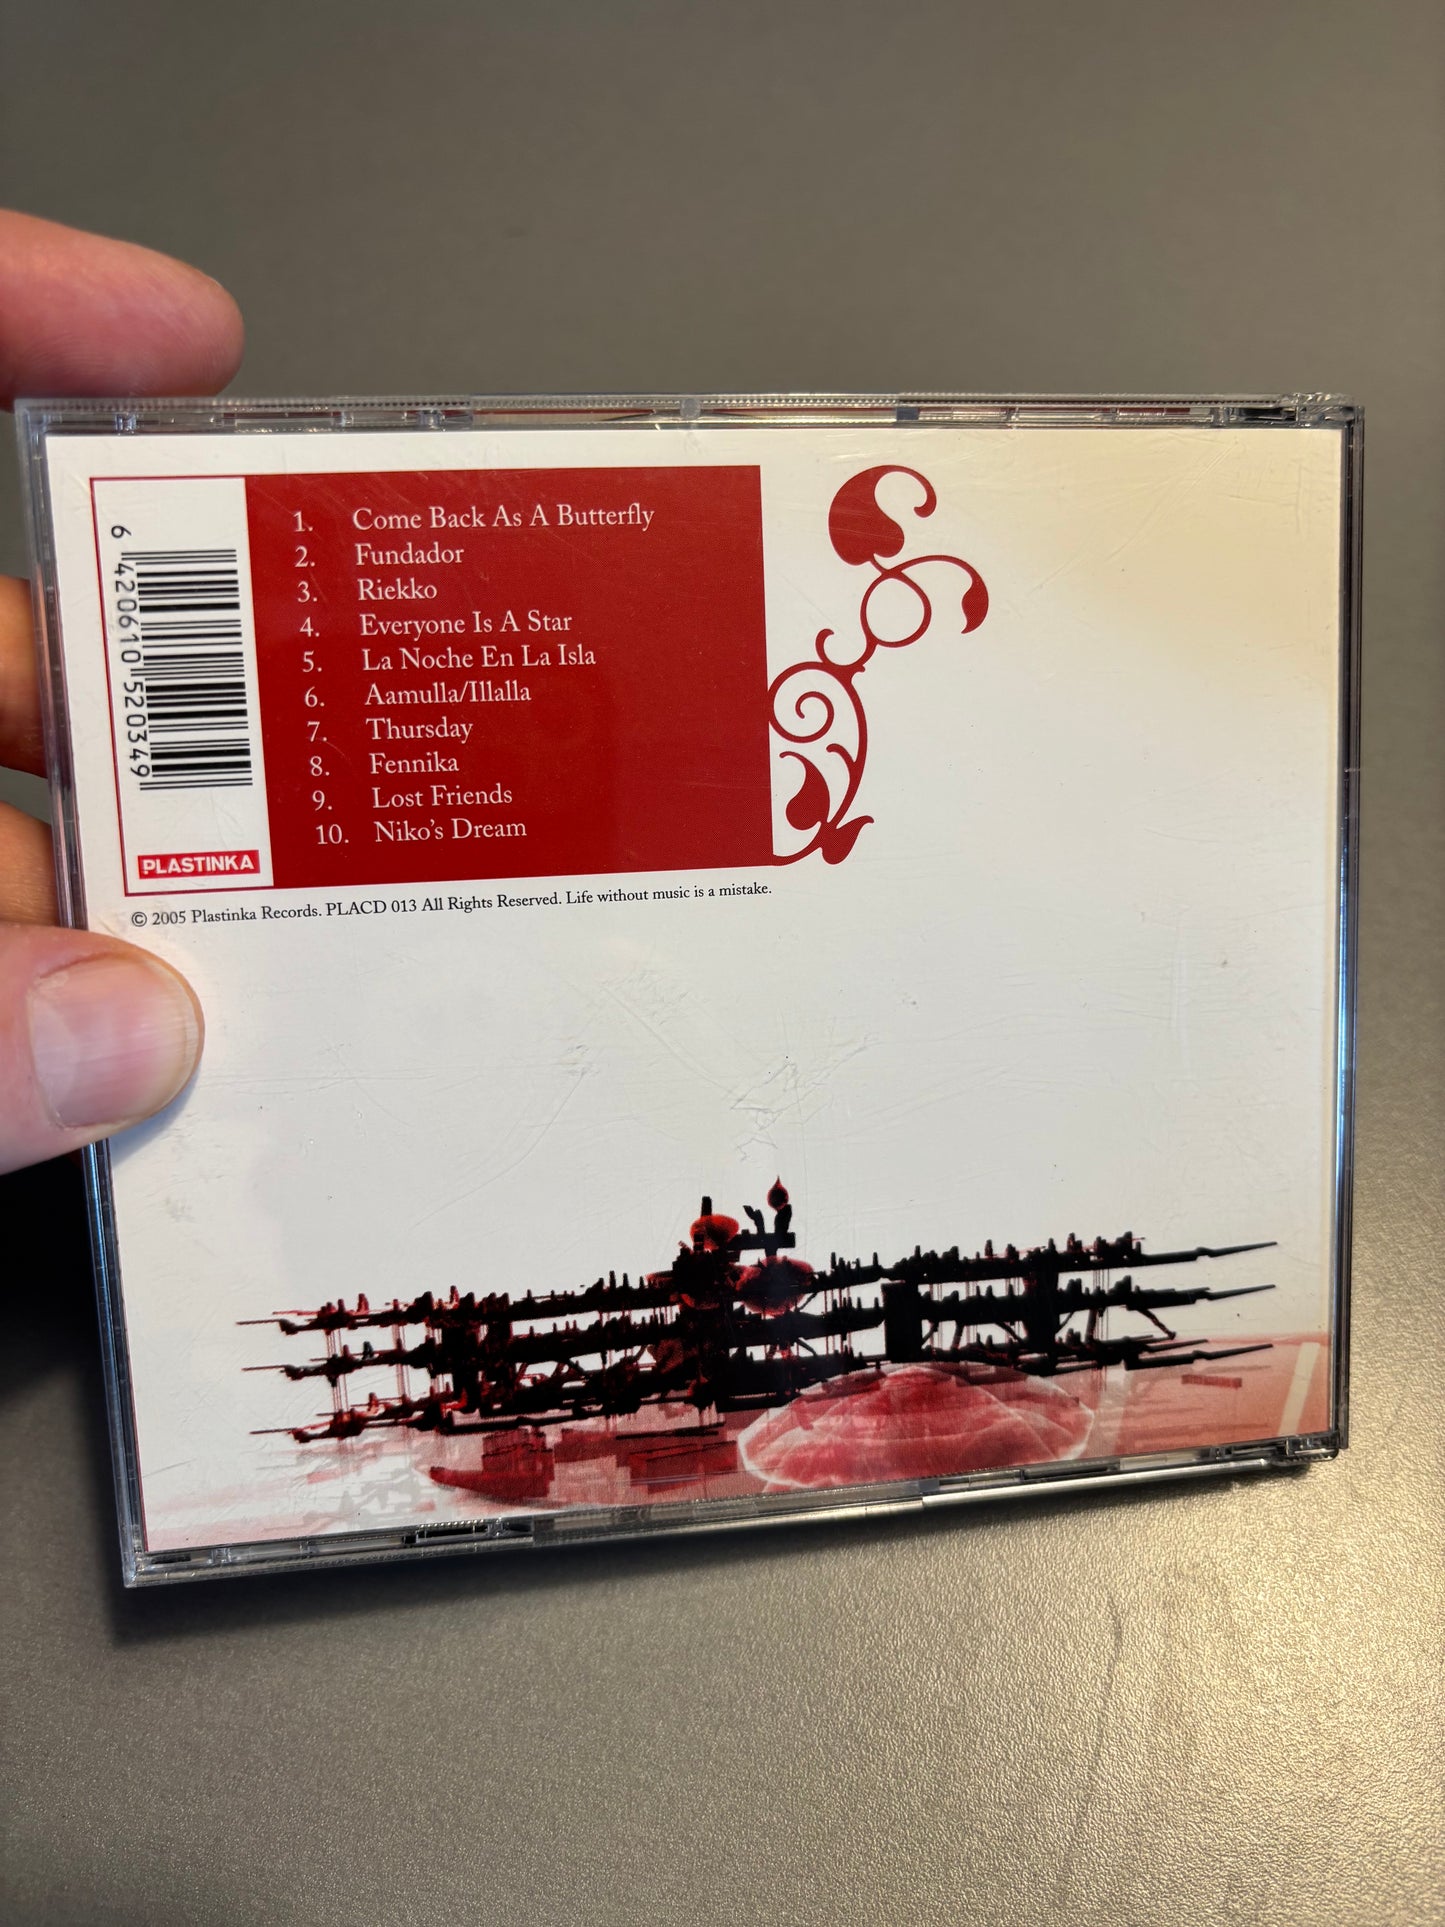 6 420610 520349
PLASTINKA
1. Come Back As A Butterfly
2. Fundador
3. Riekko
4. Everyone Is A Star
5. La Noche En La Isla
6. Aamulla/Illalla
7. Thursday
8. Fennika
9. Lost Friends
10. Niko's Dream
© 2005 Plastinka Records. PLACD 013 All Rights Reserved. Life without music is a mistake.